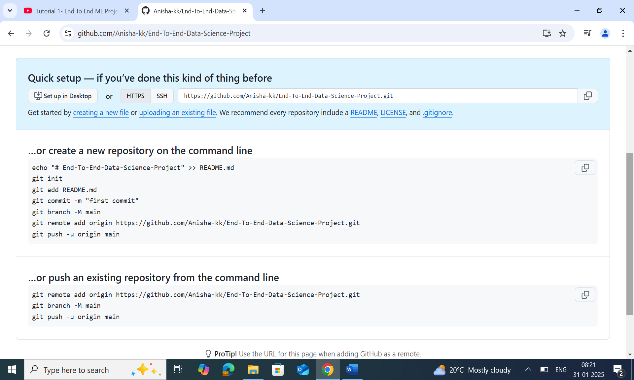 Tutorial 1- End To End ML Proje
Anisha-kk/End-To-End-Data-Sc
github.com/Anisha-kk/End-To-End-Data-Science-Project
Quick setup — if you've done this kind of thing before
Set up in Desktop or HTTPS SSH https://github.com/Anisha-kk/End-To-End-Data-Science-Project.git
Get started by creating a new file or uploading an existing file. We recommend every repository include a README, LICENSE, and .gitignore.
...or create a new repository on the command line
echo "# End-To-End-Data-Science-Project" >> README.md
git init
git add README.md
git commit -m "first commit"
git branch -M main
git remote add origin https://github.com/Anisha-kk/End-To-End-Data-Science-Project.git
git push -u origin main
...or push an existing repository from the command line
git remote add origin https://github.com/Anisha-kk/End-To-End-Data-Science-Project.git
git branch -M main
git push -u origin main
ProTip! Use the URL for this page when adding GitHub as a remote.
Type here to search
20°C Mostly cloudy
ENG
08:21
31-01-2025
2